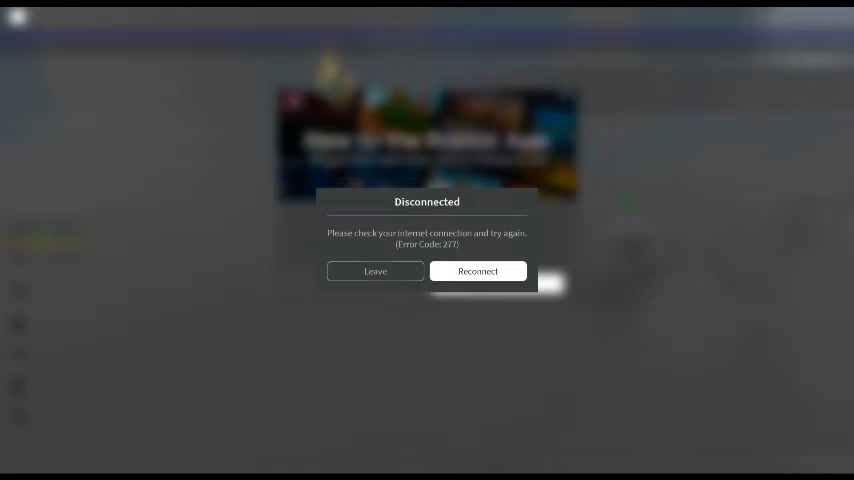 Disconnected
Please check your internet connection and try again.
(Error Code: 277)
Leave
Reconnect